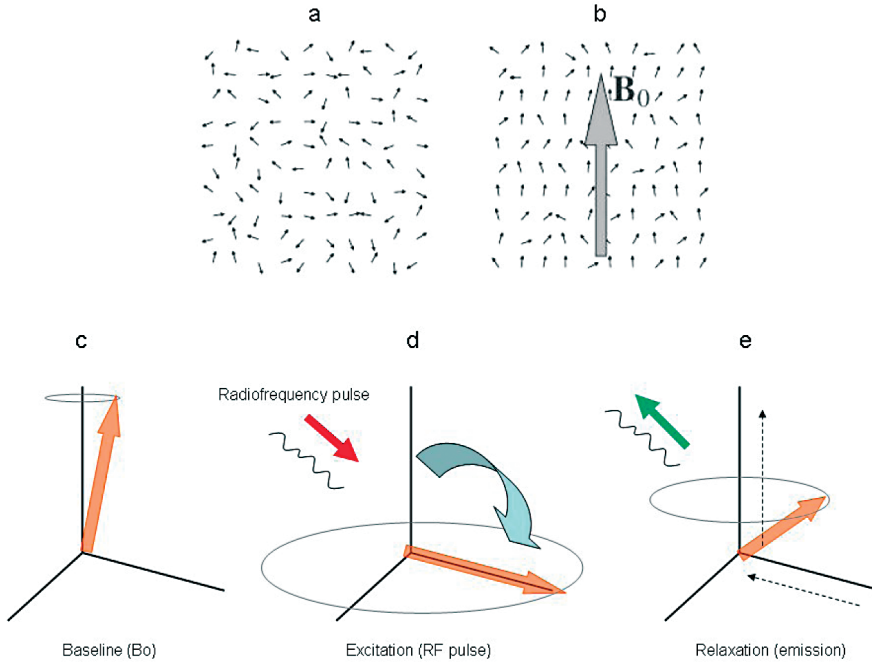 a
b
B0
c
d
e
Radiofrequency pulse
Baseline (Bo)
Excitation (RF pulse)
Relaxation (emission)